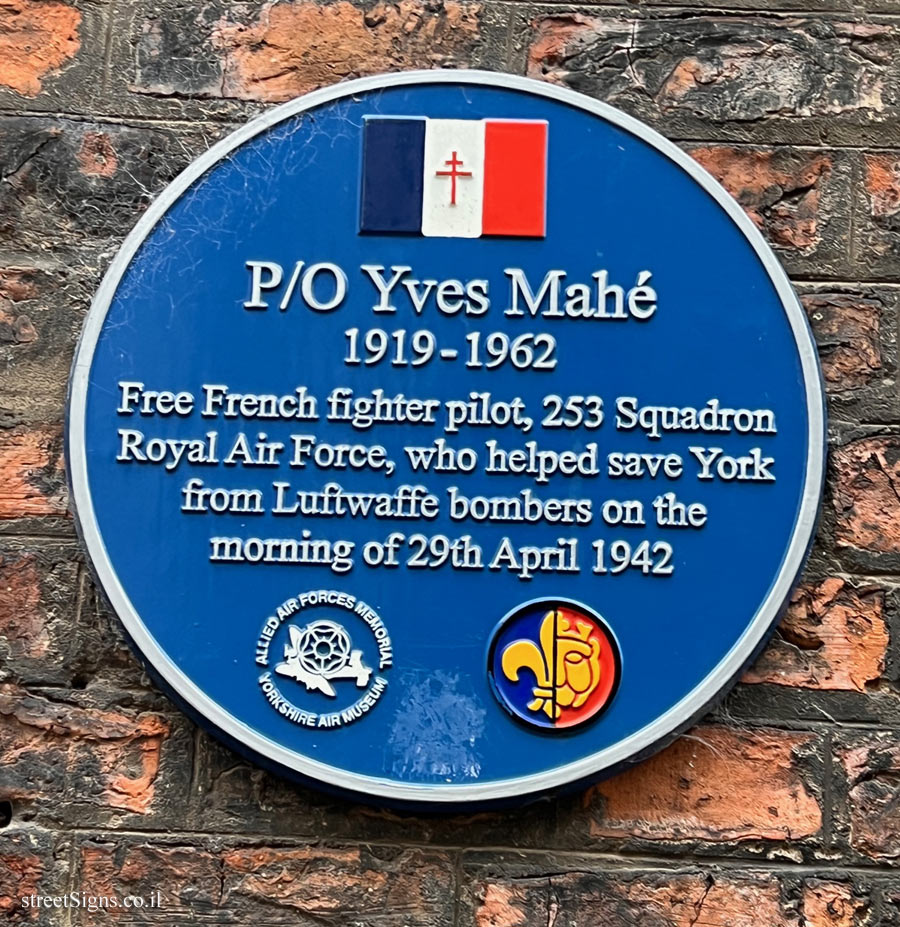 P/O Yves Mahé
1919-1962
Free French fighter pilot, 253 Squadron
Royal Air Force, who helped save York
from Luftwaffe bombers on the
morning of 29th April 1942
ALLIED AIR FORCES MEMORIAL
YORKSHIRE AIR MUSEUM
streetSigns.co.il